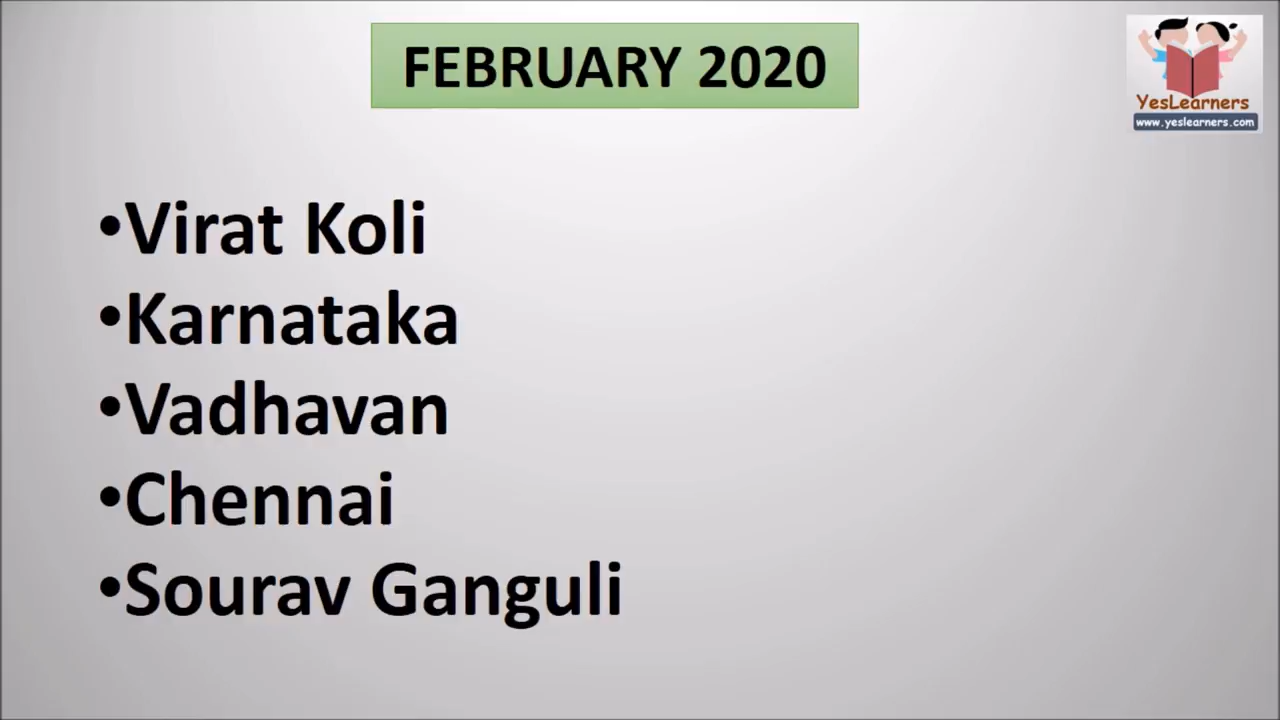 FEBRUARY 2020
YesLearners
www.yeslearners.com
•Virat Koli
•Karnataka
•Vadhavan
•Chennai
•Sourav Ganguli